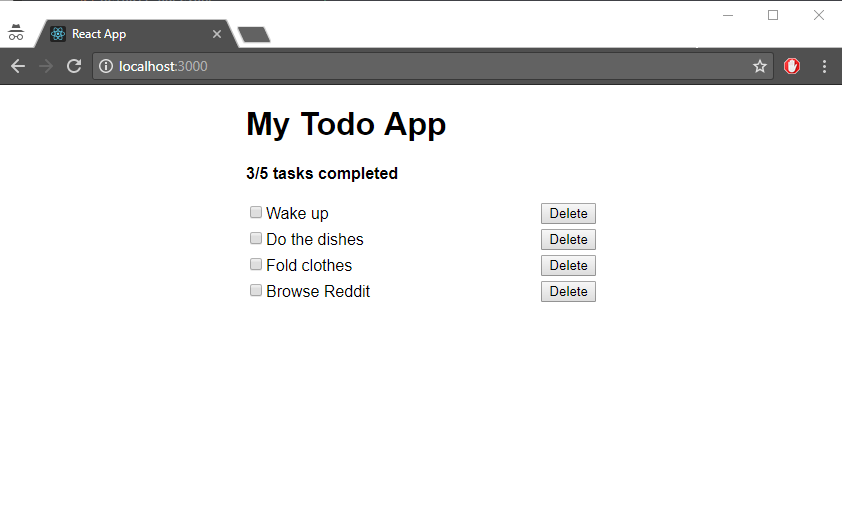 React App
localhost:3000
My Todo App
3/5 tasks completed
Wake up Delete
Do the dishes Delete
Fold clothes Delete
Browse Reddit Delete